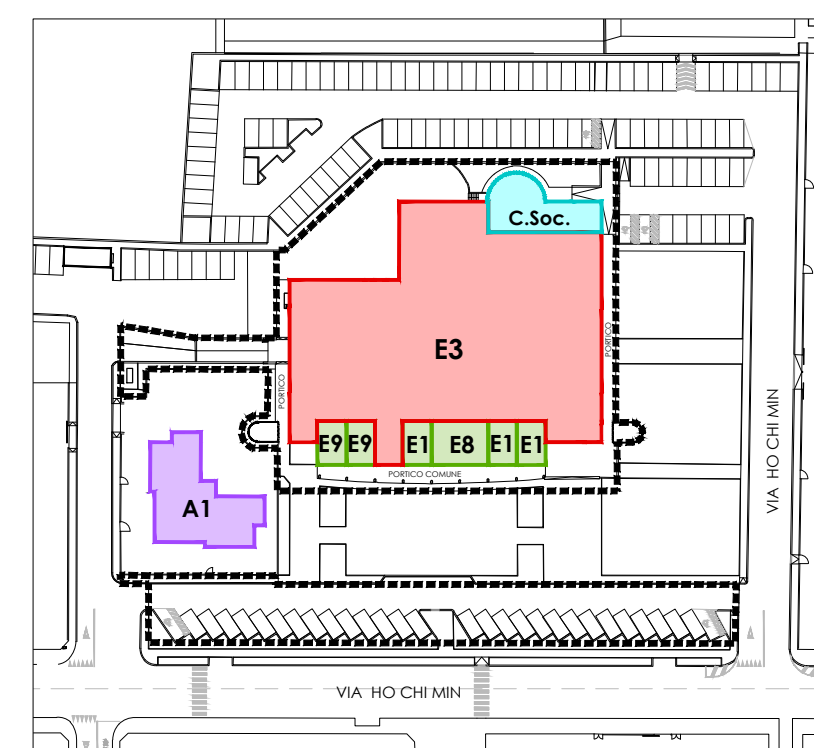 C.Soc.
E3
PORTICO
PORTICO
E9
E9
E1
E8
E1
E1
PORTICO COMUNE
A1
VIA HO CHI MIN
VIA HO CHI MIN